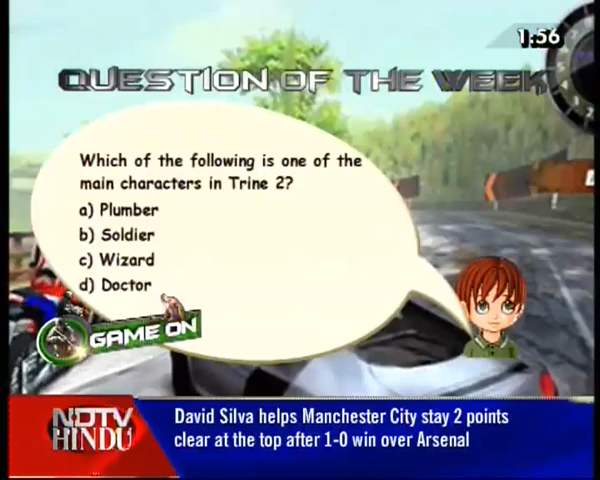 1:56
QUESTION OF THE WEEK
Which of the following is one of the
main characters in Trine 2?
a) Plumber
b) Soldier
c) Wizard
d) Doctor
GAME ON
NDTV
HINDU
David Silva helps Manchester City stay 2 points
clear at the top after 1-0 win over Arsenal